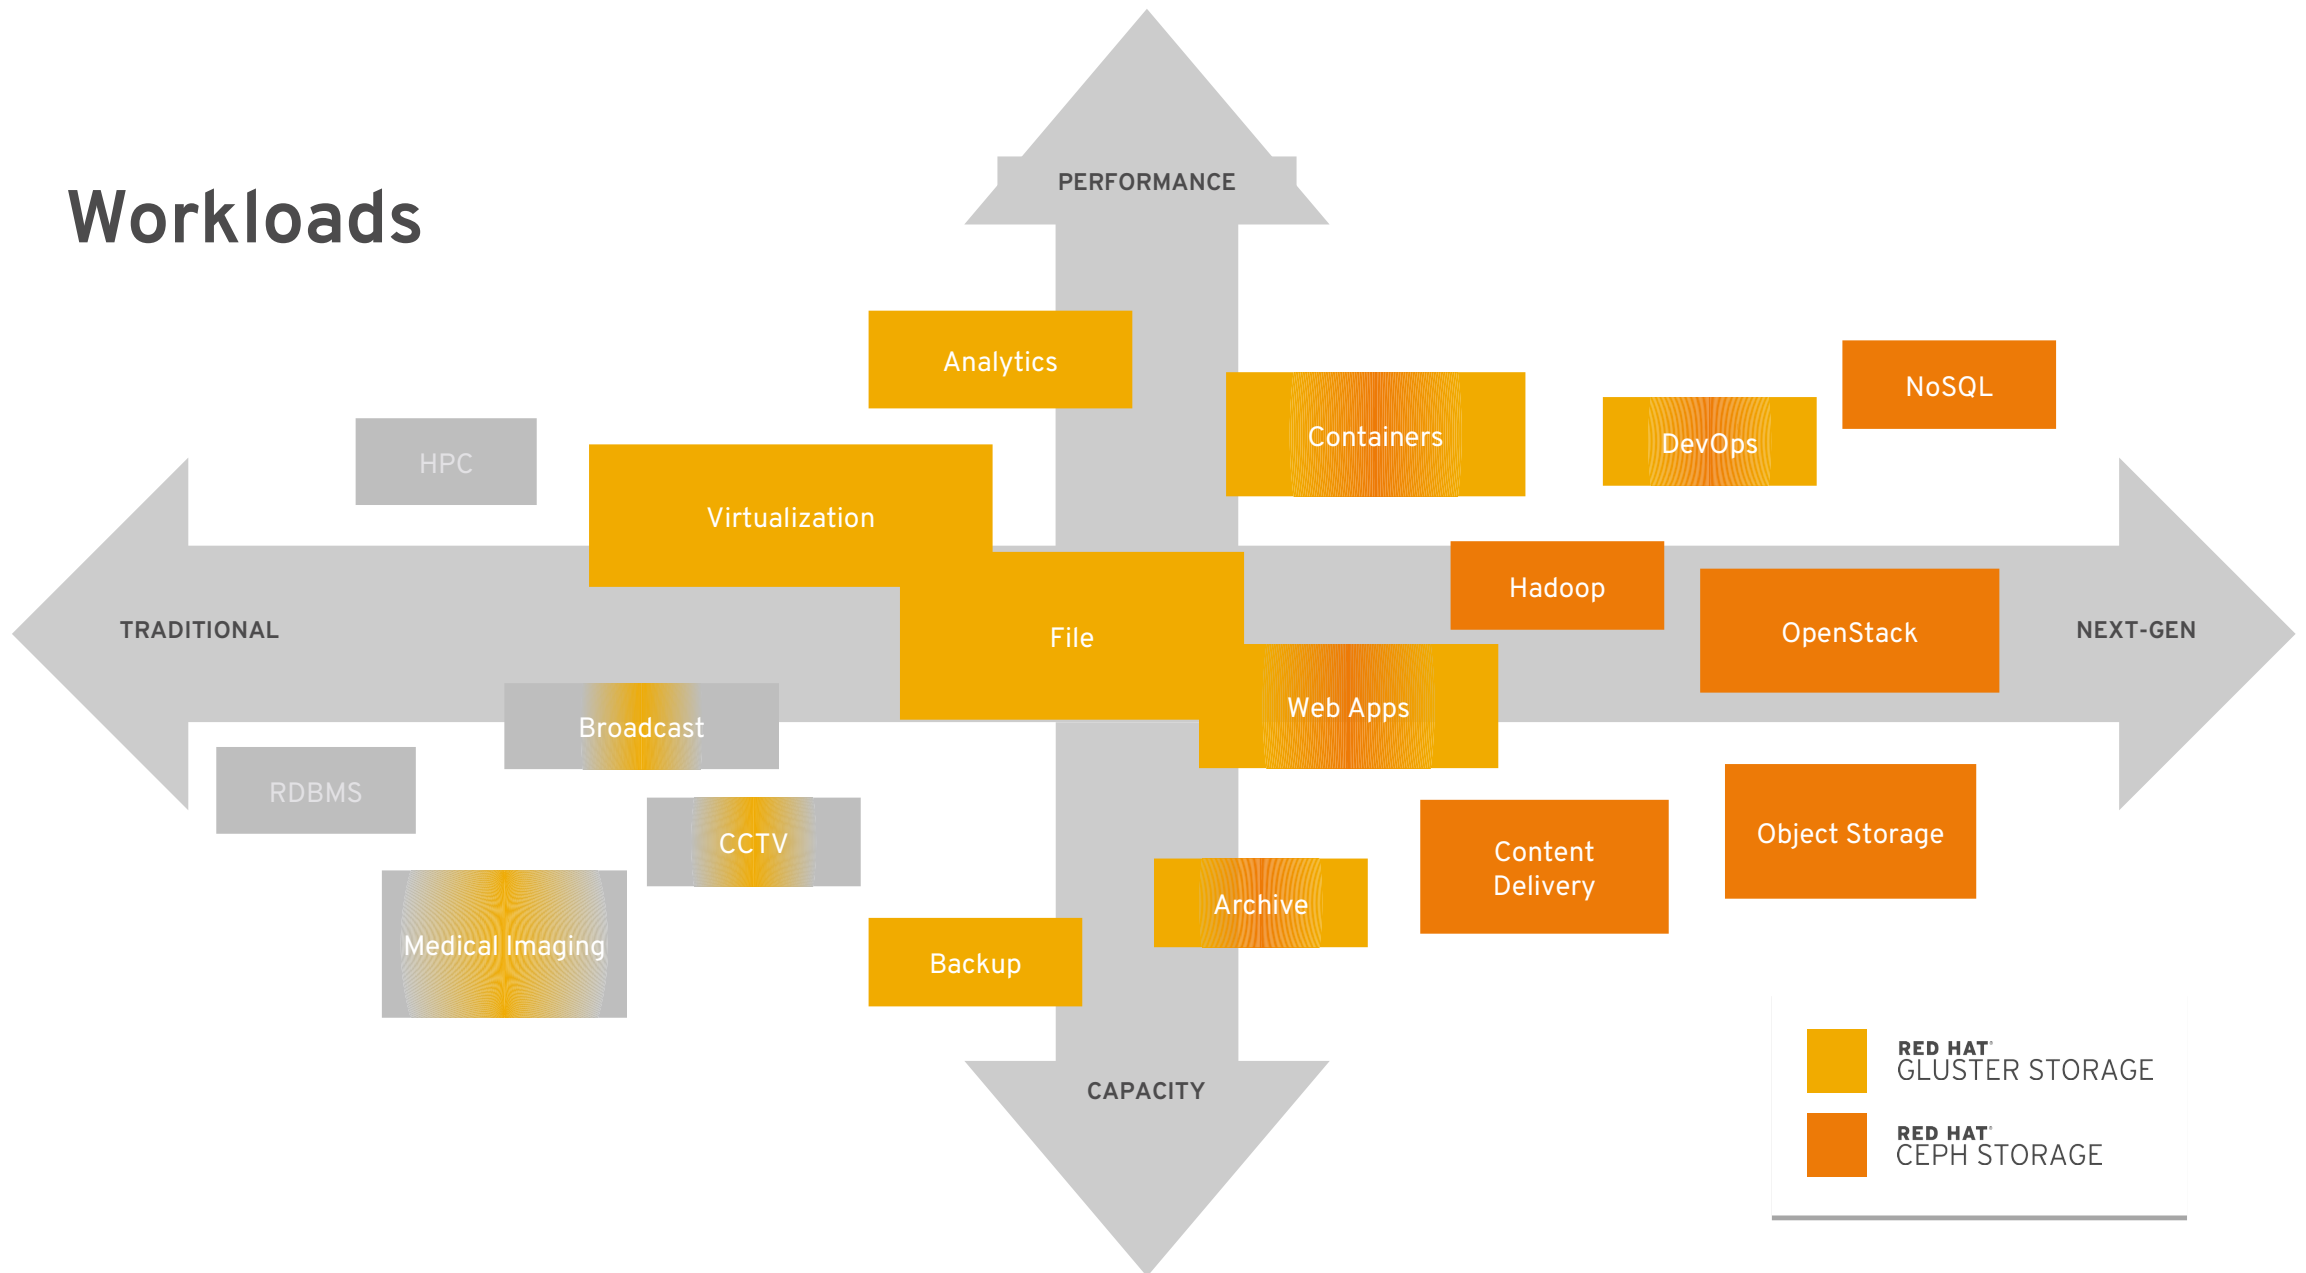 Workloads
PERFORMANCE
Analytics
NoSQL
Containers
DevOps
HPC
Virtualization
Hadoop
TRADITIONAL
File
OpenStack
NEXT-GEN
Web Apps
Broadcast
RDBMS
CCTV
Object Storage
Content
Delivery
Archive
Medical Imaging
Backup
CAPACITY
RED HAT®
GLUSTER STORAGE
RED HAT®
CEPH STORAGE